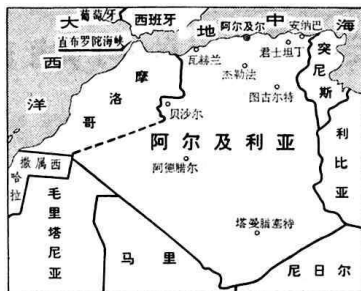 大西洋
葡萄牙
西班牙
地中海
直布罗陀海峡
阿尔及尔
安纳巴
君士坦丁
瓦赫兰
杰勒法
突尼斯
图古尔特
摩洛哥
贝沙尔
阿尔及利亚
利比亚
撒属西
哈拉
阿德腊尔
毛里塔尼亚
塔曼腊塞特
马里
尼日尔